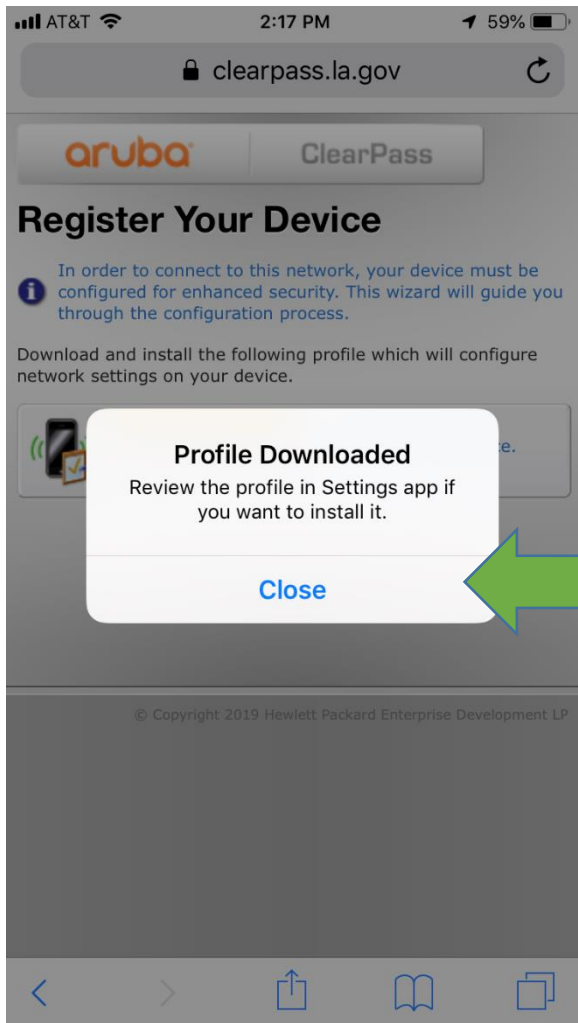 AT&T 2:17 PM 59%
clearpass.la.gov
aruba ClearPass
Register Your Device
In order to connect to this network, your device must be
configured for enhanced security. This wizard will guide you
through the configuration process.
Download and install the following profile which will configure
network settings on your device.
Profile Downloaded
Review the profile in Settings app if
you want to install it.
Close
© Copyright 2019 Hewlett Packard Enterprise Development LP